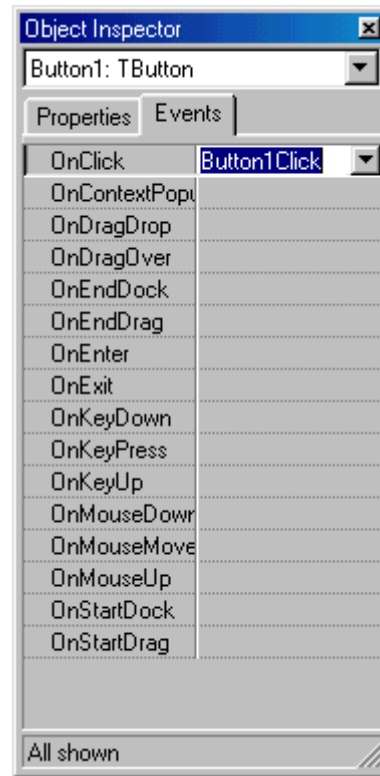 Object Inspector
Button1: TButton
Properties Events
OnClick Button1Click
OnContextPopu
OnDragDrop
OnDragOver
OnEndDock
OnEndDrag
OnEnter
OnExit
OnKeyDown
OnKeyPress
OnKeyUp
OnMouseDown
OnMouseMove
OnMouseUp
OnStartDock
OnStartDrag
All shown